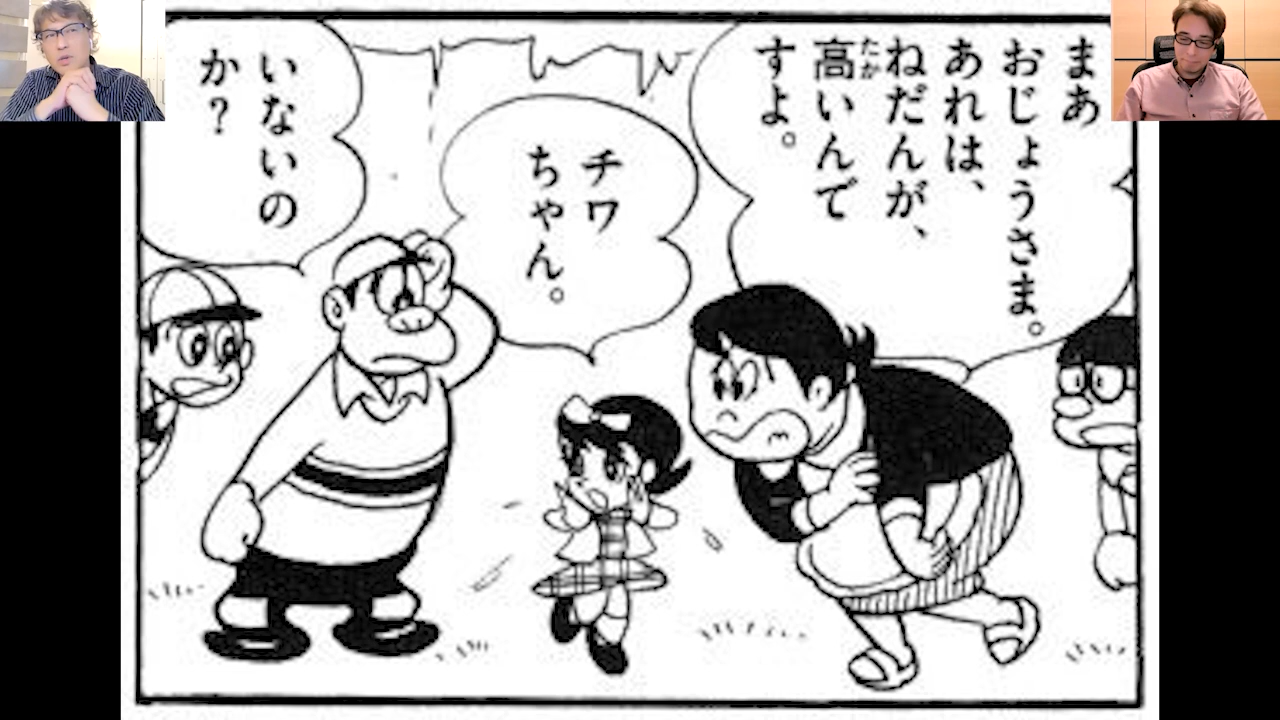 まあ
おじょうさま。
あれは、
ねだんが、
高いんで
すよ。
チワ
ちゃん。
いないの
か?